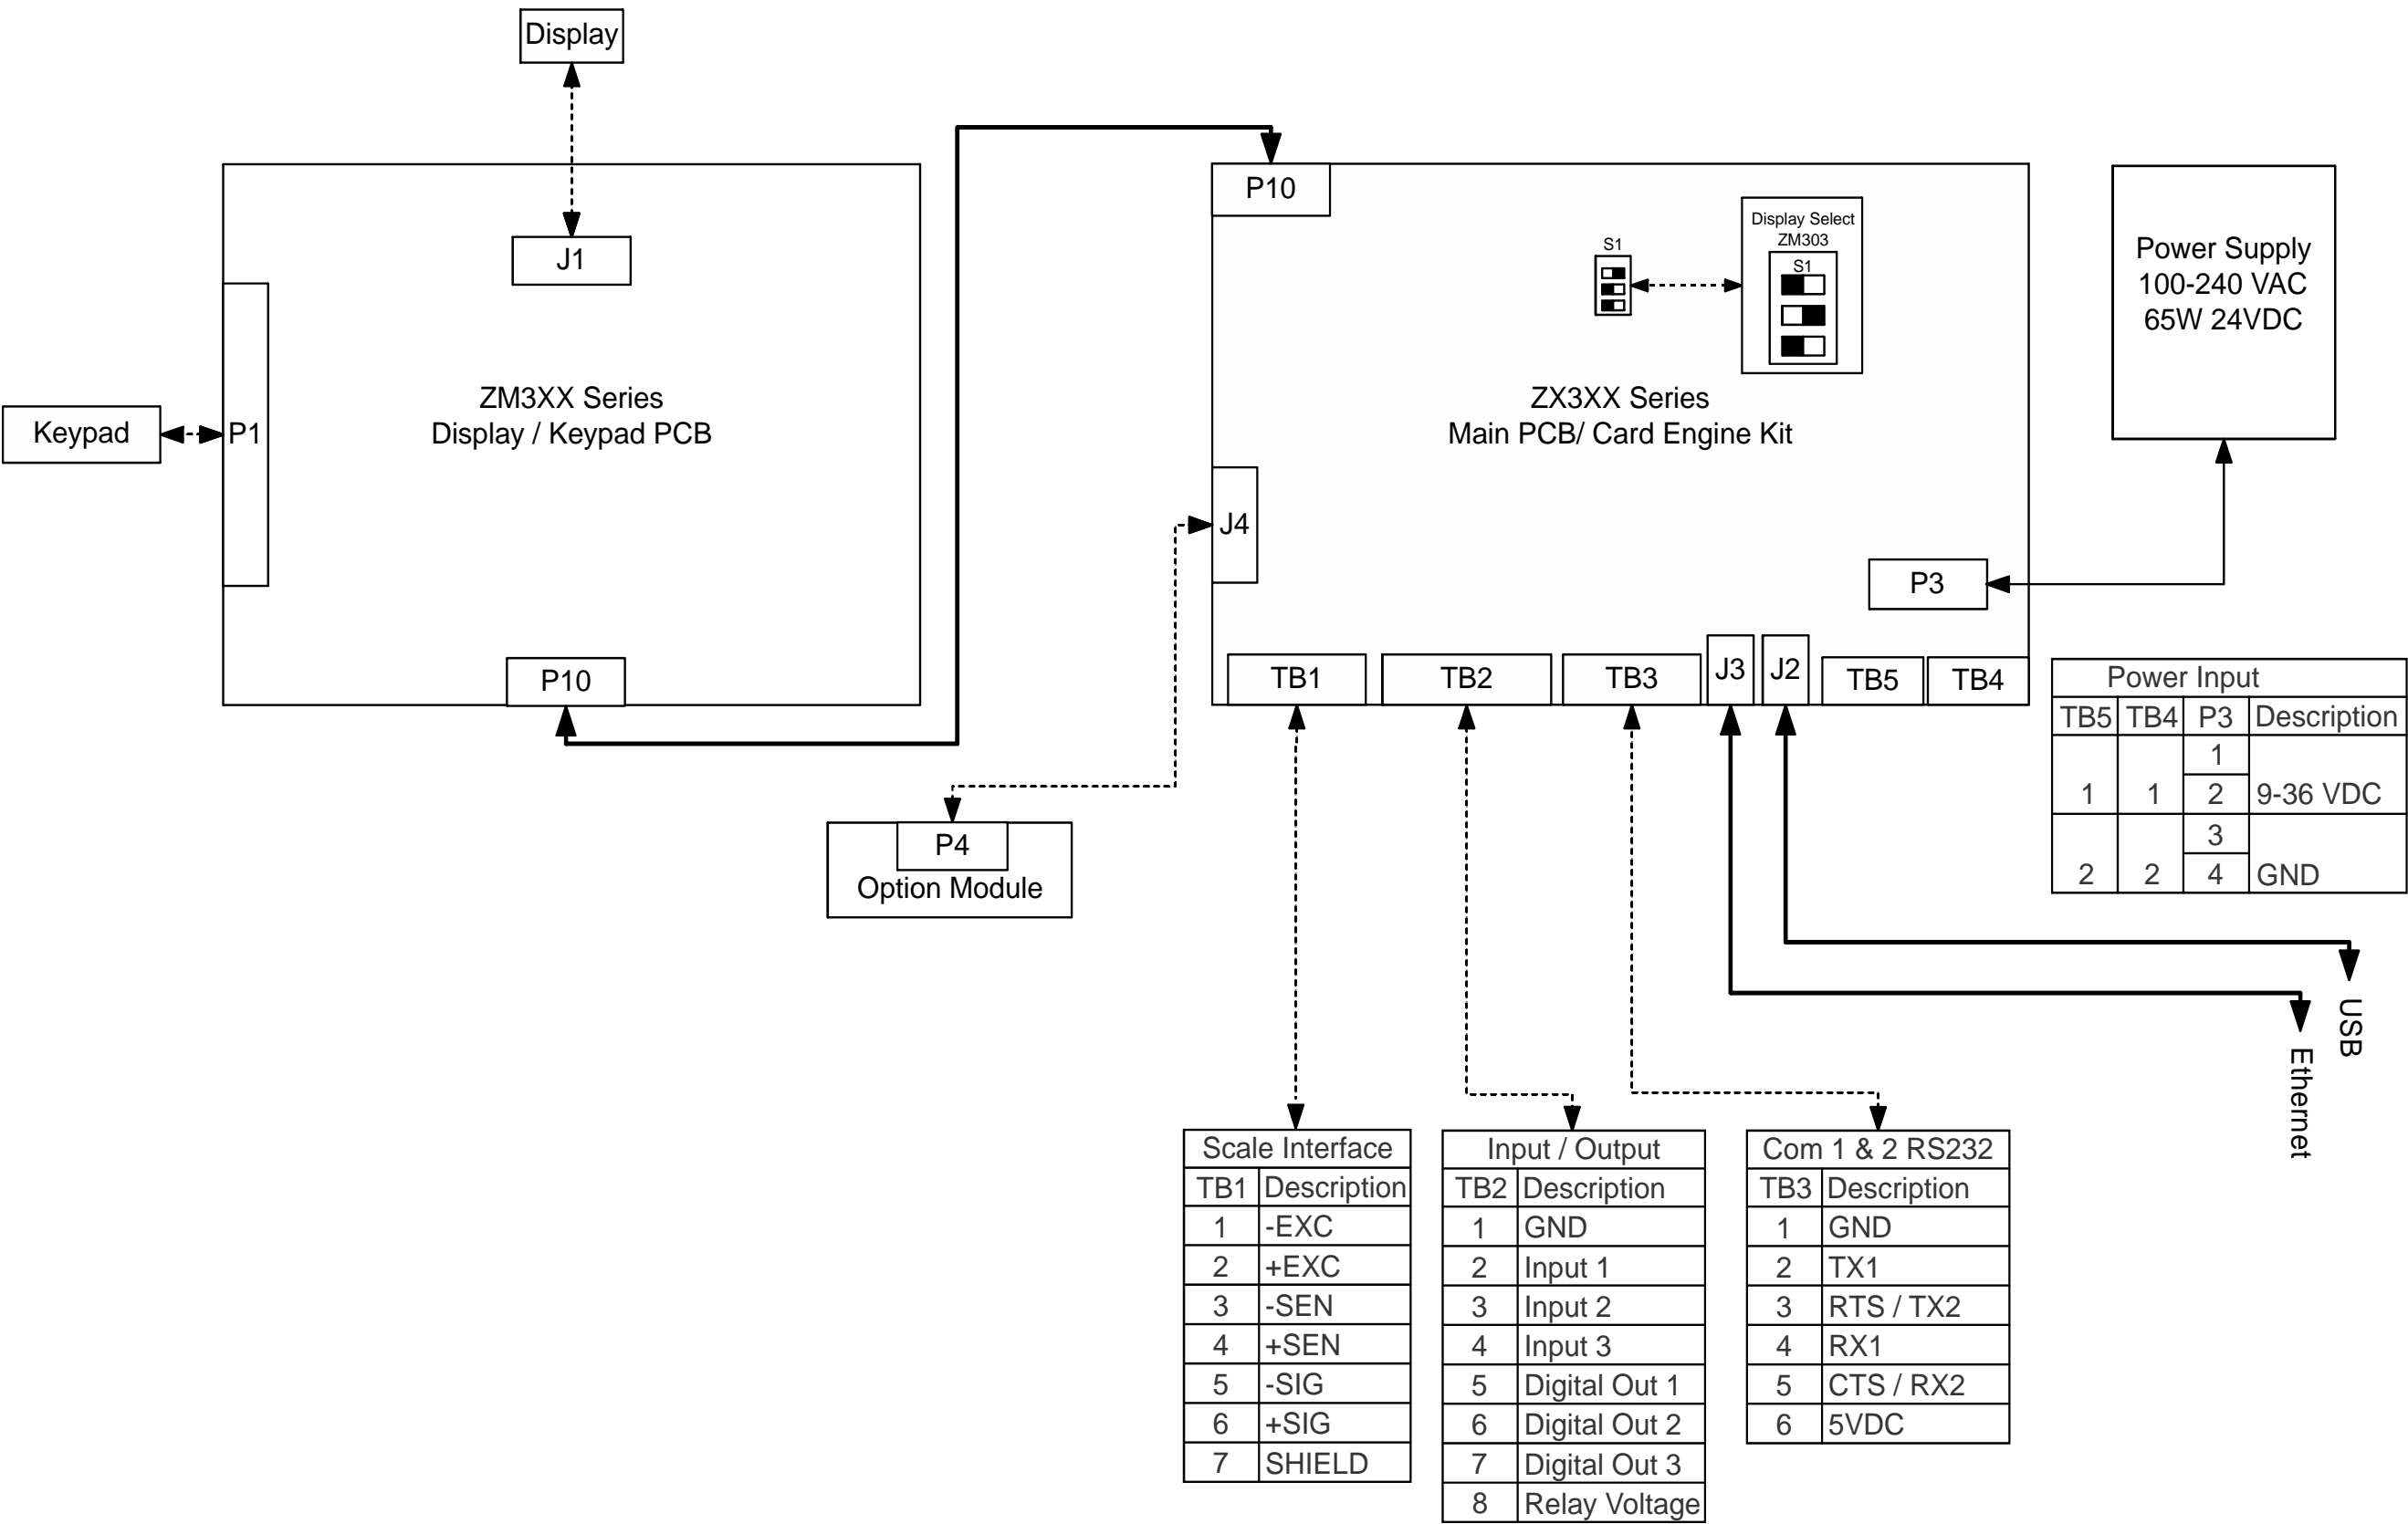 Display
P10
J1
P1
Keypad
ZM3XX Series
Display / Keypad PCB
P10
P4
Option Module
Display Select
ZM303
S1
S1
ZX3XX Series
Main PCB/ Card Engine Kit
J4
P3
TB1
TB2
TB3
J3
J2
TB5
TB4
Power Supply
100-240 VAC
65W 24VDC
Power Input
TB5 TB4 P3 Description
1
1 1 2 9-36 VDC
3
2 2 4 GND
USB
Ethernet
Scale Interface
TB1 Description
1 -EXC
2 +EXC
3 -SEN
4 +SEN
5 -SIG
6 +SIG
7 SHIELD
Input / Output
TB2 Description
1 GND
2 Input 1
3 Input 2
4 Input 3
5 Digital Out 1
6 Digital Out 2
7 Digital Out 3
8 Relay Voltage
Com 1 & 2 RS232
TB3 Description
1 GND
2 TX1
3 RTS / TX2
4 RX1
5 CTS / RX2
6 5VDC